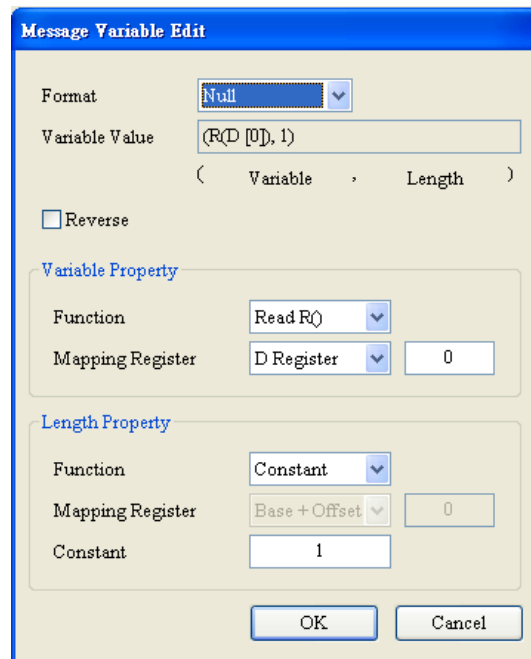 Message Variable Edit
Format Null
Variable Value (R(D [0]), 1)
( Variable , Length )
Reverse
Variable Property
Function Read R()
Mapping Register D Register 0
Length Property
Function Constant
Mapping Register Base + Offset 0
Constant 1
OK Cancel